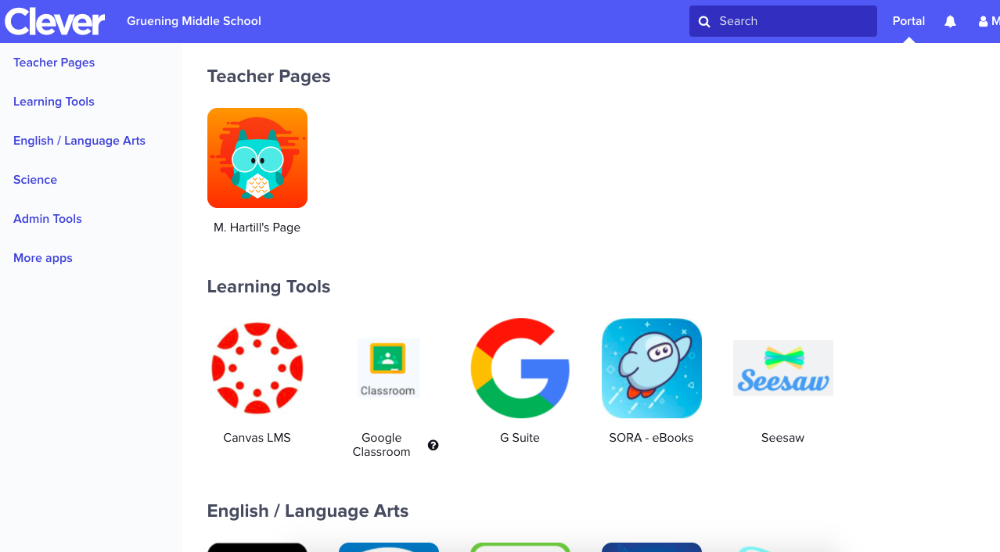 Clever
Gruening Middle School
Search
Portal
M
Teacher Pages
Learning Tools
English / Language Arts
Science
Admin Tools
More apps
Teacher Pages
M. Hartill's Page
Learning Tools
Classroom
Seesaw
Canvas LMS
Google
Classroom
?
G Suite
SORA - eBooks
Seesaw
English / Language Arts